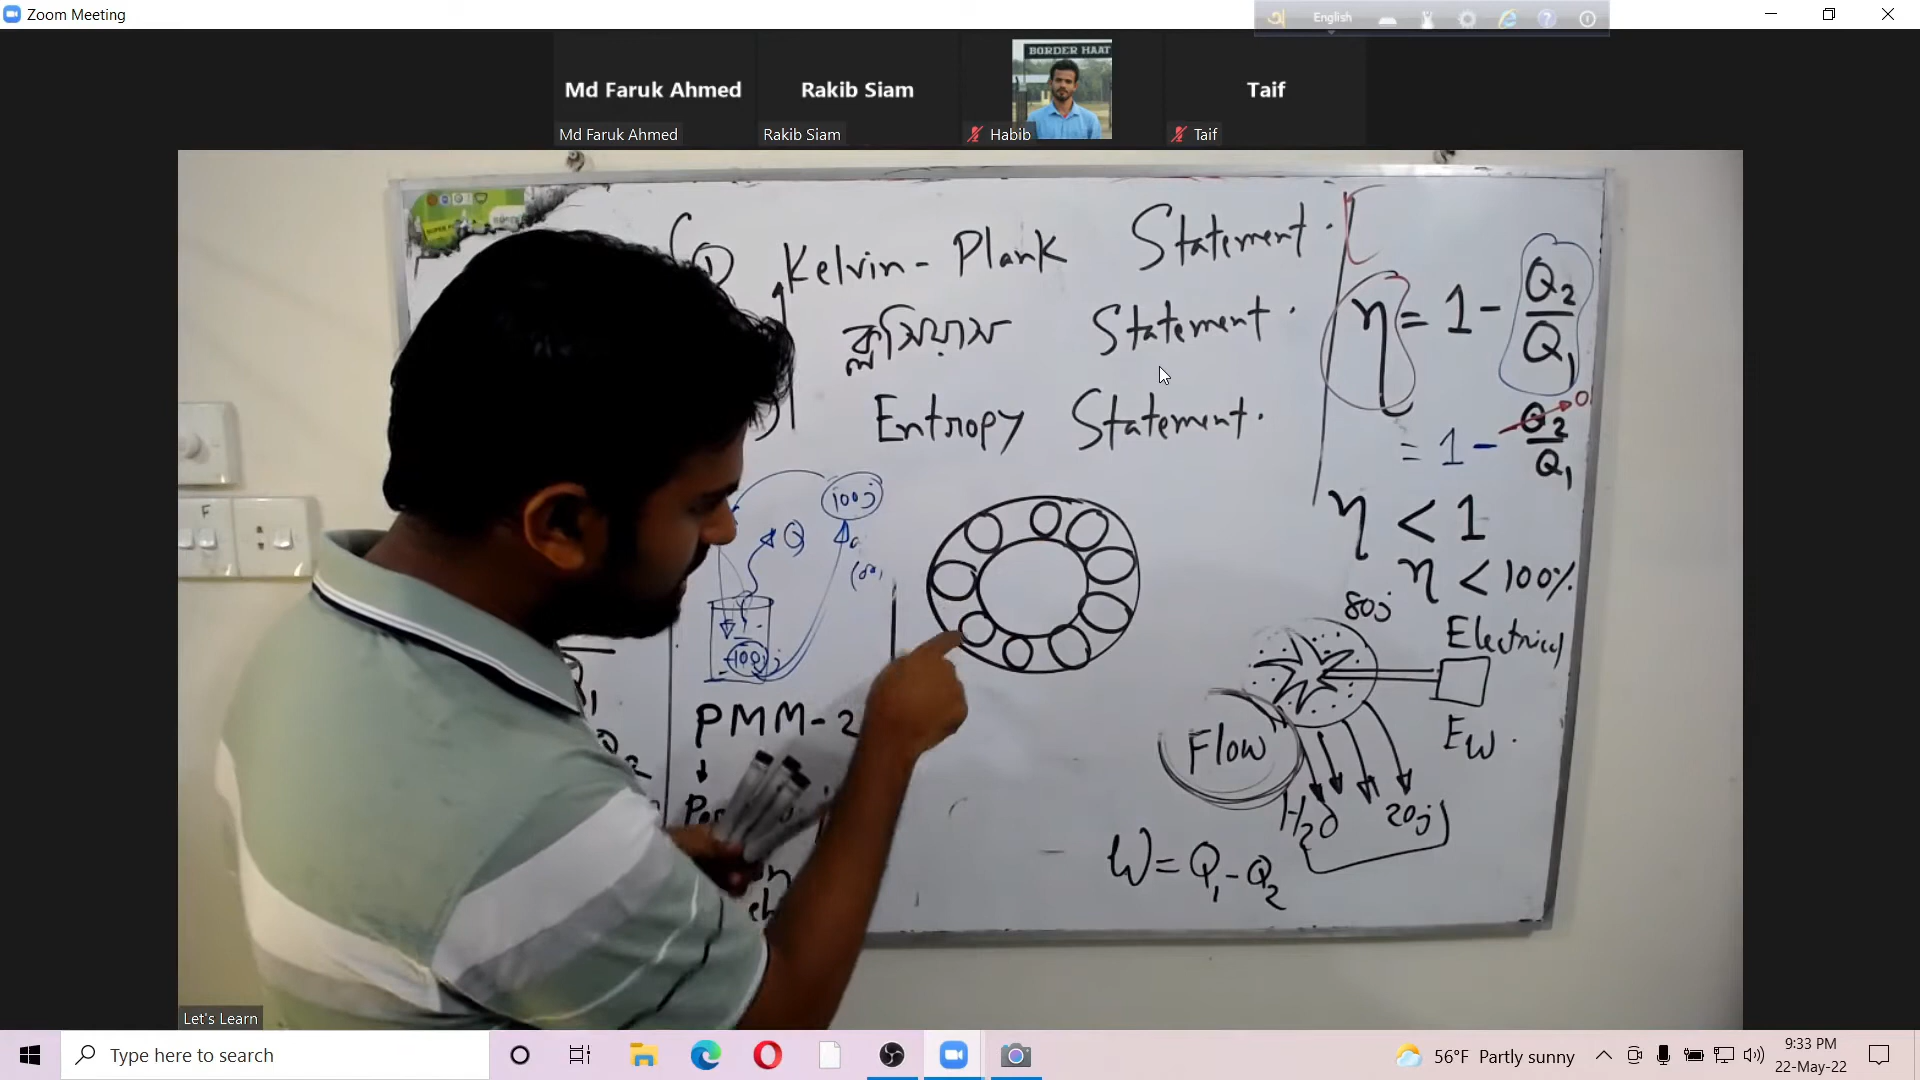 Zoom Meeting
English
Md Faruk Ahmed
Rakib Siam
Taif
Md Faruk Ahmed
Rakib Siam
BORDER HAAT
Habib
Taif
① Kelvin - Plank Statement.
ক্লসিয়াস Statement.
Entropy Statement.
η = 1 - Q₂/Q₁
= 1 - Q₂/Q₁ 0
η < 1
η < 100%
100j
Q
100j
PMM-2
80j
Electrical
EW.
Flow
H₂O
20j
W = Q₁ - Q₂
F
Let's Learn
Type here to search
56°F Partly sunny
9:33 PM
22-May-22